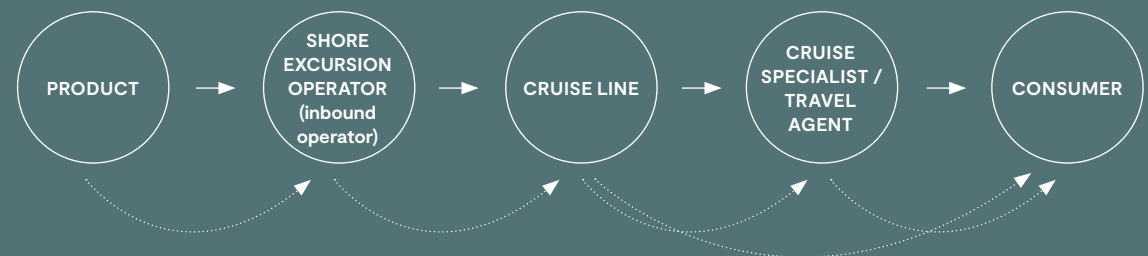 PRODUCT
SHORE
EXCURSION
OPERATOR
(inbound
operator)
CRUISE LINE
CRUISE
SPECIALIST /
TRAVEL
AGENT
CONSUMER